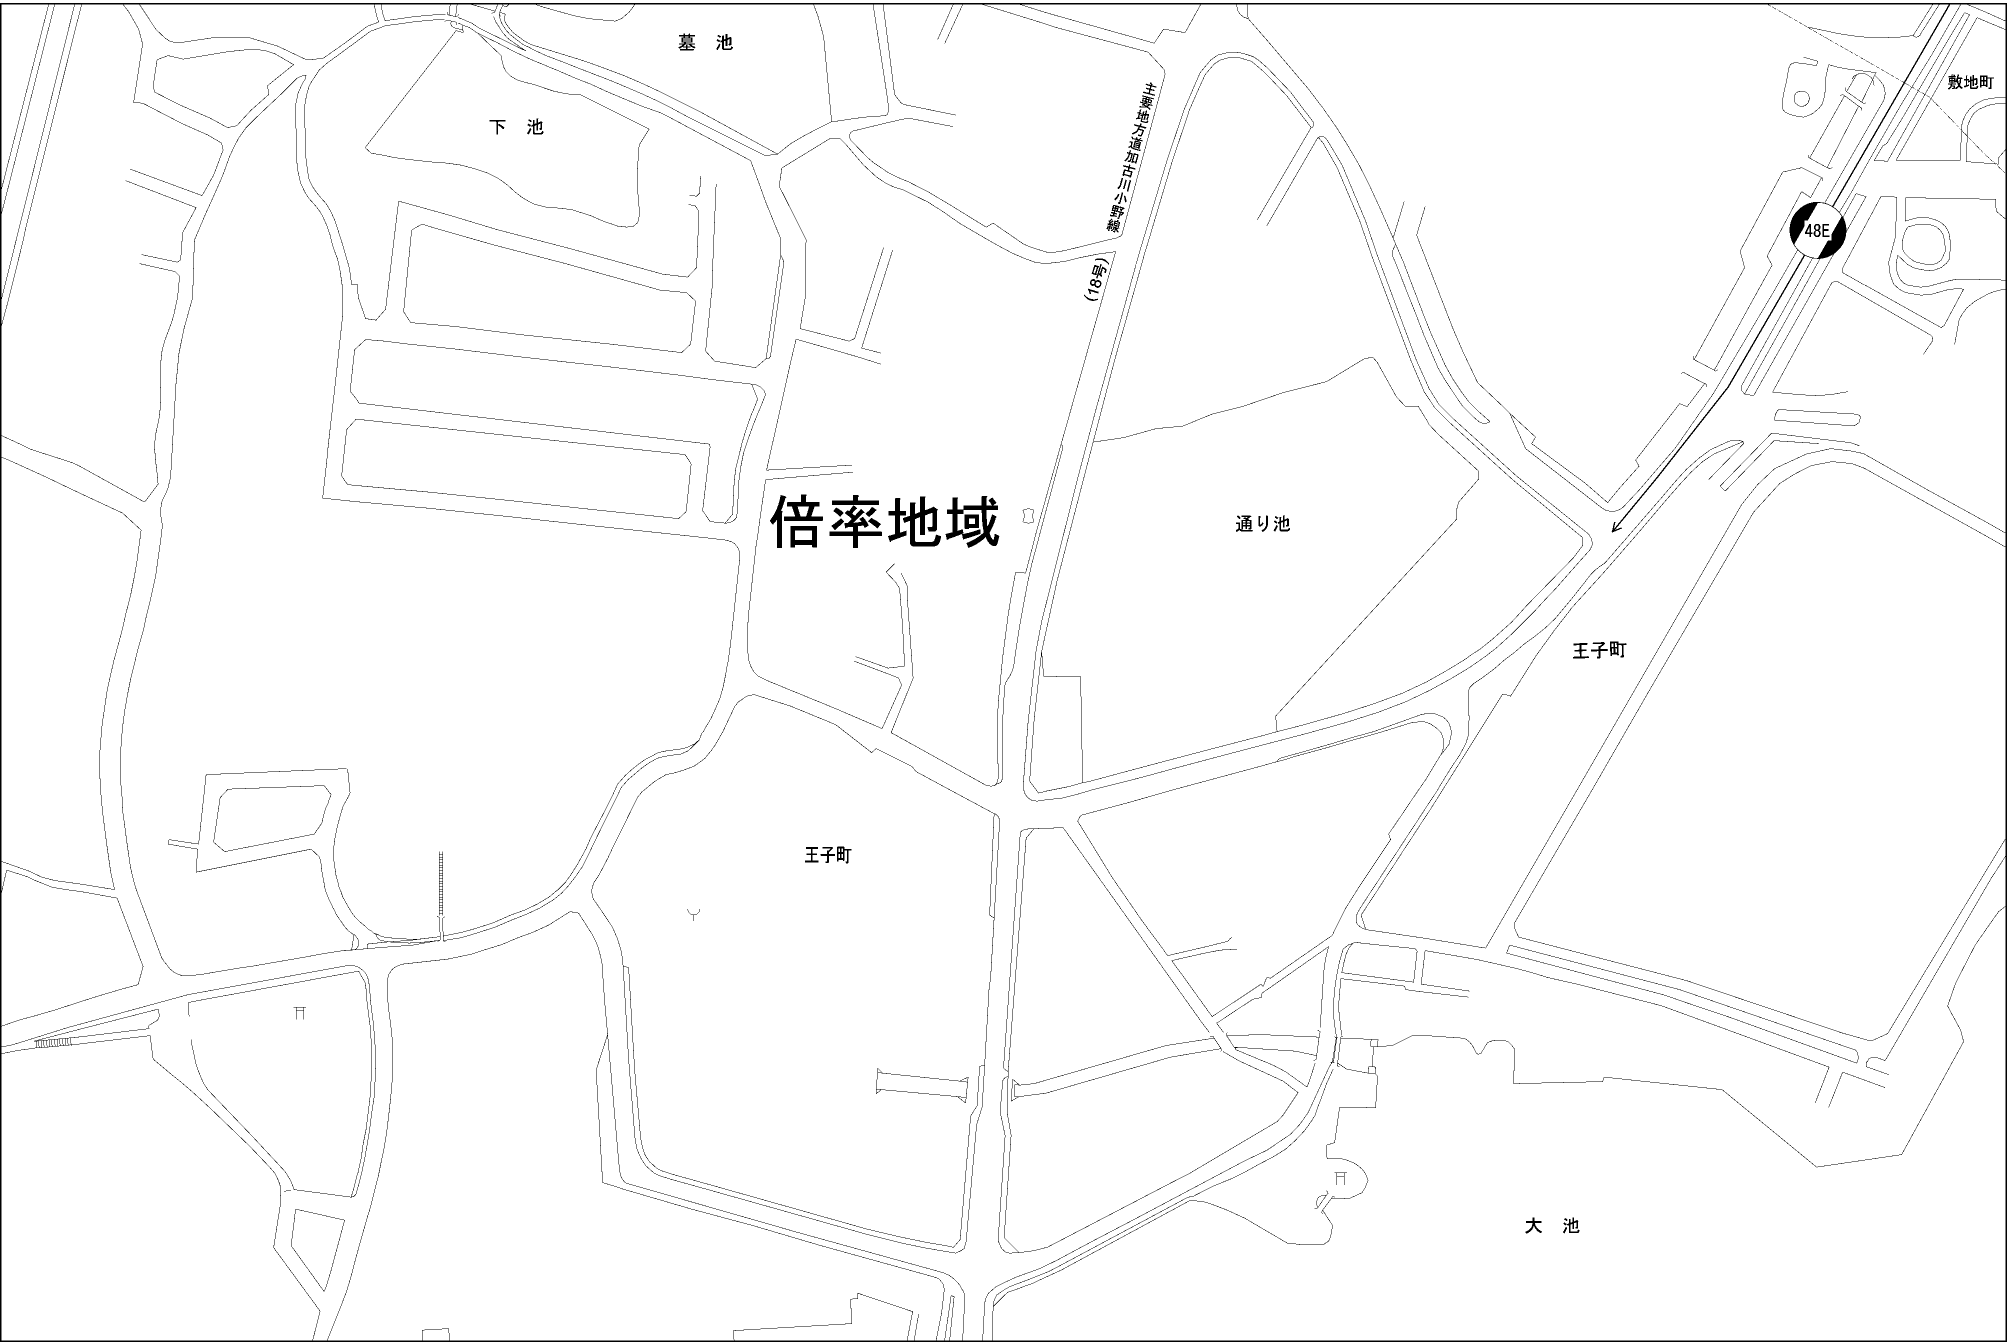 墓　池
敷地町
下　池
主要地方道加古川小野線
(18号)
48E
倍率地域
通り池
王子町
王子町
大　池